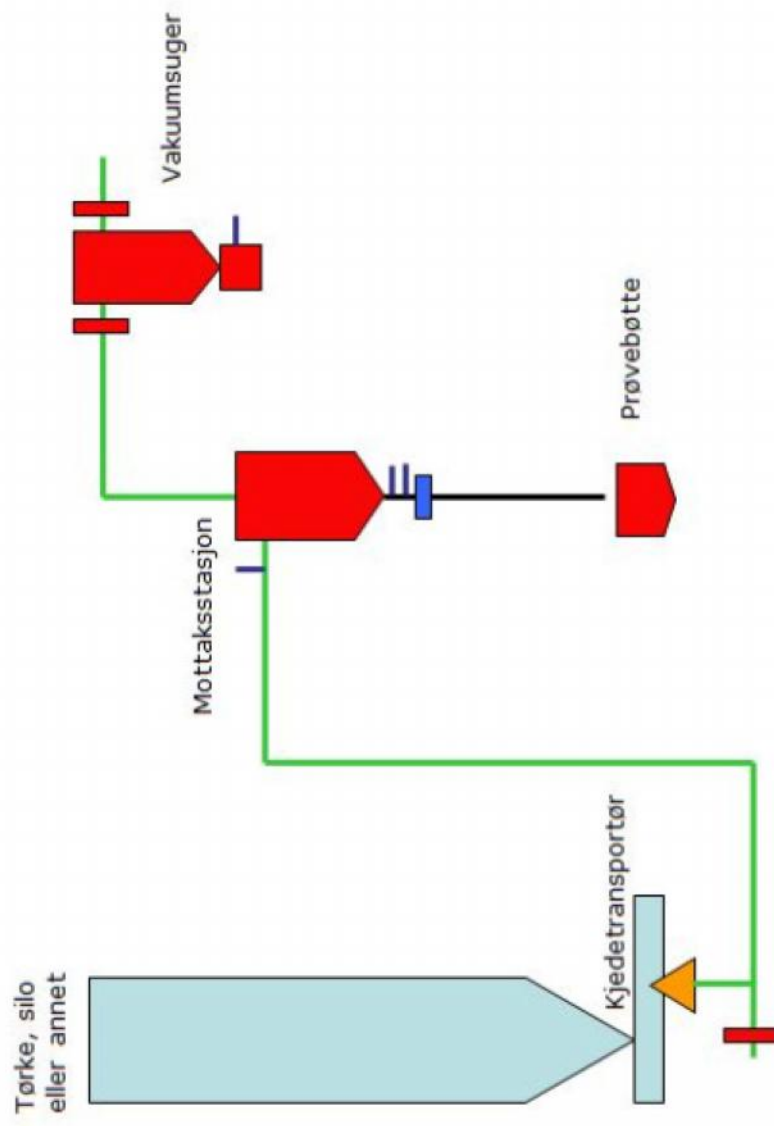 Tørke, silo
eller annet
Kjedetransportør
Mottaksstasjon
Prøvebøtte
Vakuumsuger